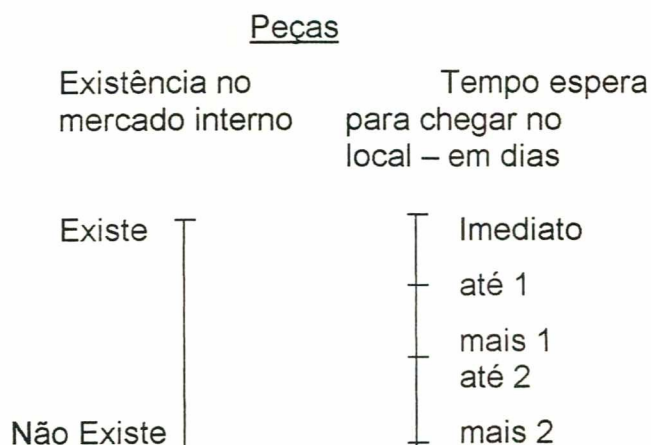 Peças
Existência no
mercado interno
Tempo espera
para chegar no
local – em dias
Existe
Não Existe
Imediato
até 1
mais 1
até 2
mais 2